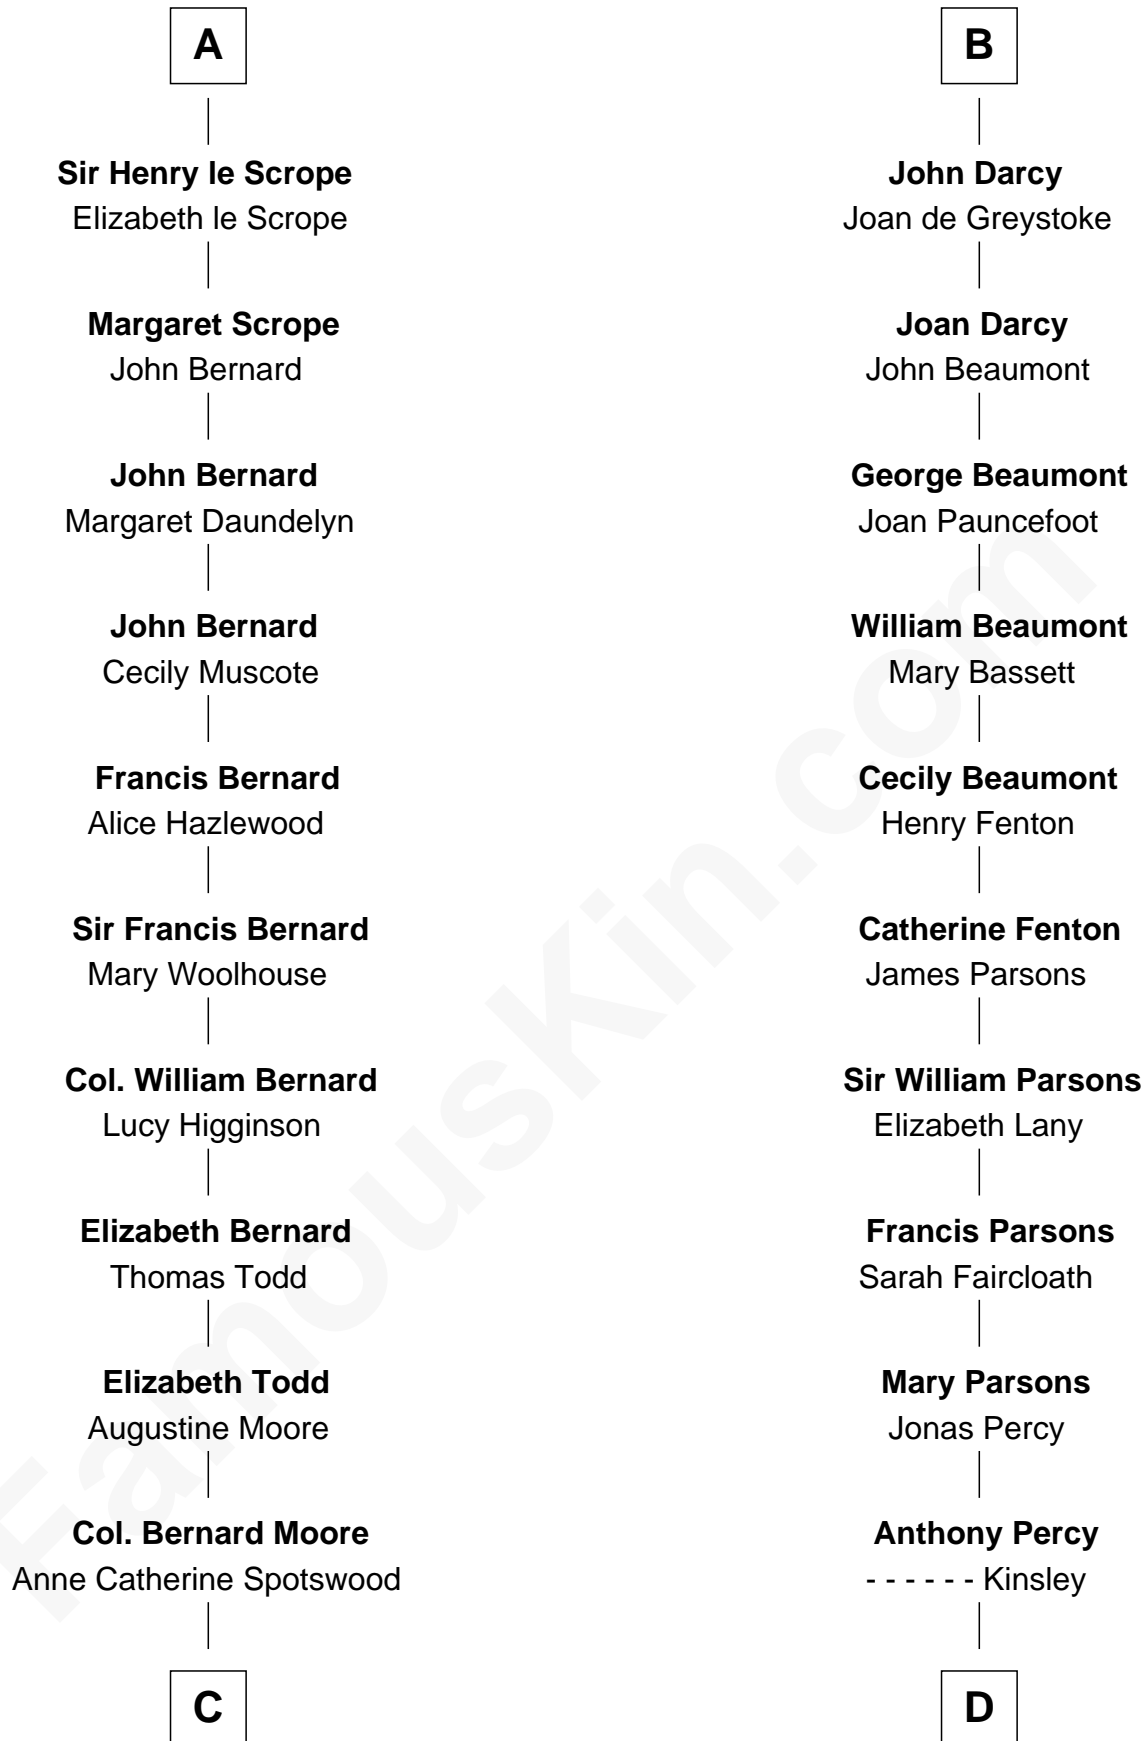 A
Sir Henry le Scrope
Elizabeth le Scrope
Margaret Scrope
John Bernard
John Bernard
Margaret Daundelyn
John Bernard
Cecily Muscote
Francis Bernard
Alice Hazlewood
Sir Francis Bernard
Mary Woolhouse
Col. William Bernard
Lucy Higginson
Elizabeth Bernard
Thomas Todd
Elizabeth Todd
Augustine Moore
Col. Bernard Moore
Anne Catherine Spotswood
C
B
John Darcy
Joan de Greystoke
Joan Darcy
John Beaumont
George Beaumont
Joan Pauncefoot
William Beaumont
Mary Bassett
Cecily Beaumont
Henry Fenton
Catherine Fenton
James Parsons
Sir William Parsons
Elizabeth Lany
Francis Parsons
Sarah Faircloath
Mary Parsons
Jonas Percy
Anthony Percy
- - - - - - Kinsley
D
FamousKin.com